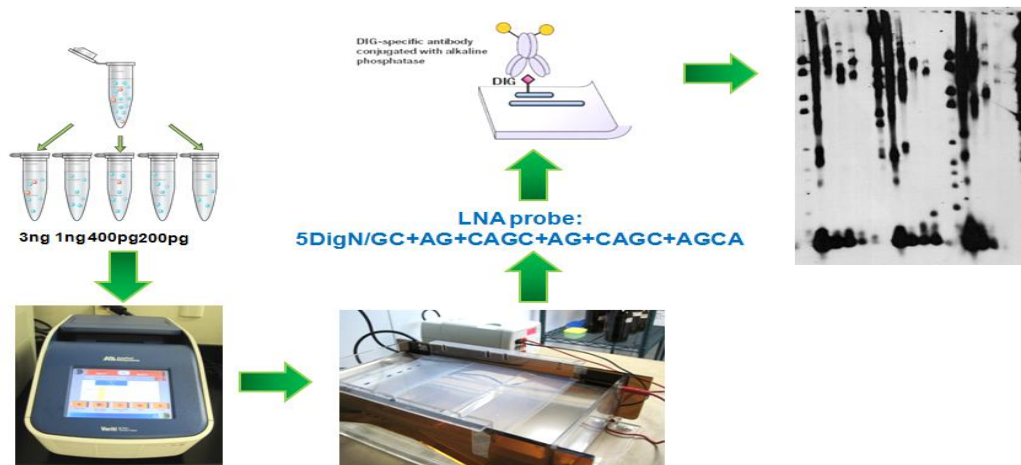 DIG-specific antibody
conjugated with alkaline
phosphatase
DIG
3ng 1ng 400pg 200pg
LNA probe:
5DigN/GC+AG+CAGC+AG+CAGC+AGCA
Veriti